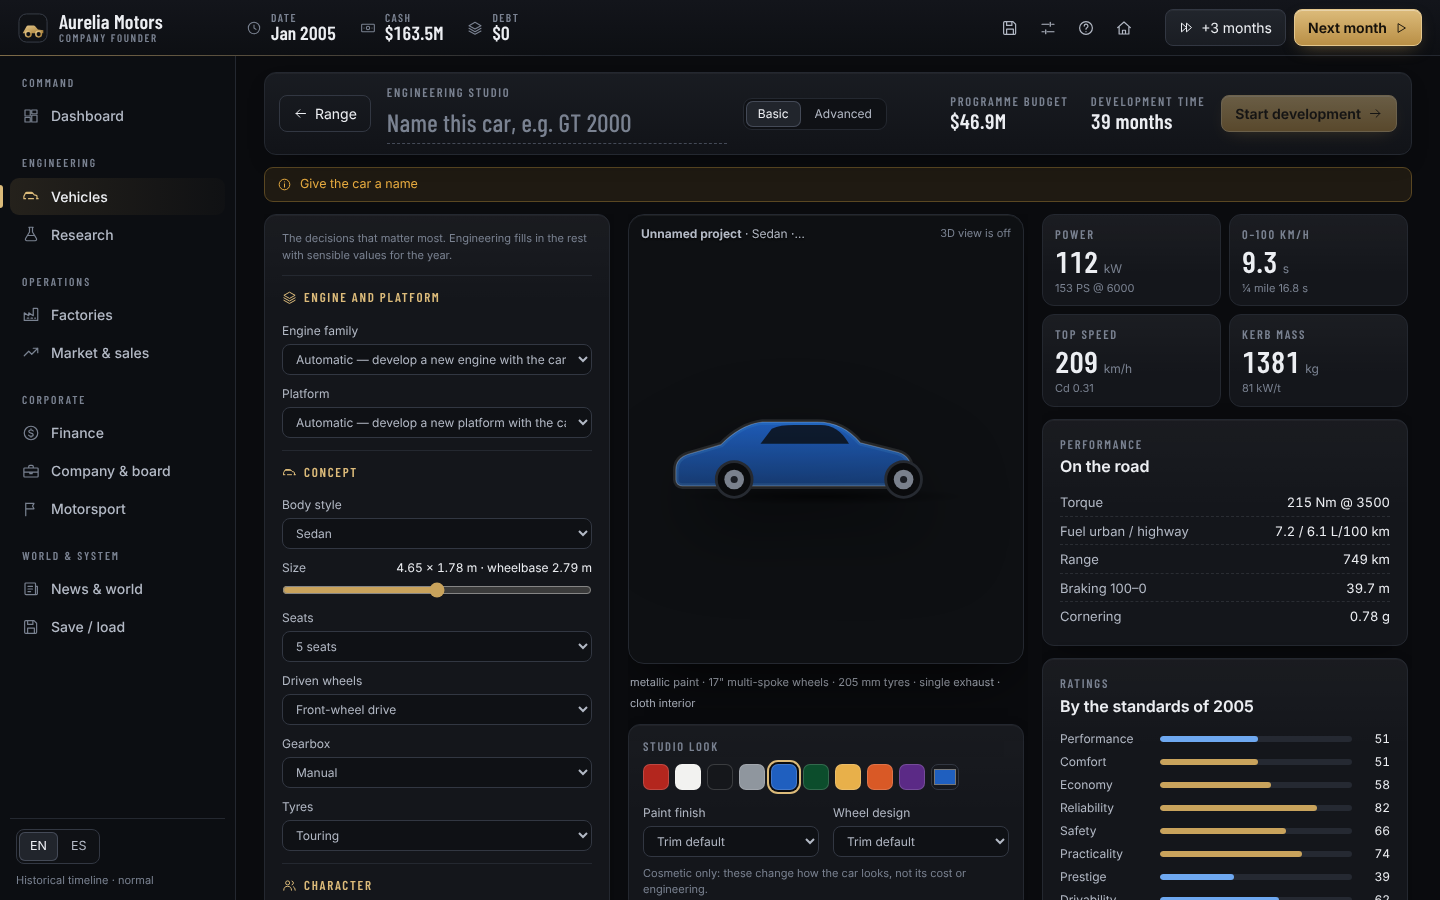 Aurelia Motors
COMPANY FOUNDER
DATE
Jan 2005
CASH
$163.5M
DEBT
$0
+3 months
Next month
COMMAND
Dashboard
ENGINEERING
Vehicles
Research
OPERATIONS
Factories
Market & sales
CORPORATE
Finance
Company & board
Motorsport
WORLD & SYSTEM
News & world
Save / load
EN
ES
Historical timeline · normal
Range
ENGINEERING STUDIO
Name this car, e.g. GT 2000
Basic
Advanced
PROGRAMME BUDGET
$46.9M
DEVELOPMENT TIME
39 months
Start development
Give the car a name
The decisions that matter most. Engineering fills in the rest
with sensible values for the year.
ENGINE AND PLATFORM
Engine family
Automatic — develop a new engine with the car
Platform
Automatic — develop a new platform with the ca
CONCEPT
Body style
Sedan
Size
4.65 × 1.78 m · wheelbase 2.79 m
Seats
5 seats
Driven wheels
Front-wheel drive
Gearbox
Manual
Tyres
Touring
CHARACTER
Unnamed project · Sedan ·...
3D view is off
metallic paint · 17" multi-spoke wheels · 205 mm tyres · single exhaust ·
cloth interior
STUDIO LOOK
Paint finish
Trim default
Wheel design
Trim default
Cosmetic only: these change how the car looks, not its cost or
engineering.
POWER
112 kW
153 PS @ 6000
0–100 KM/H
9.3 s
¼ mile 16.8 s
TOP SPEED
209 km/h
Cd 0.31
KERB MASS
1381 kg
81 kW/t
PERFORMANCE
On the road
Torque
215 Nm @ 3500
Fuel urban / highway
7.2 / 6.1 L/100 km
Range
749 km
Braking 100–0
39.7 m
Cornering
0.78 g
RATINGS
By the standards of 2005
Performance
51
Comfort
51
Economy
58
Reliability
82
Safety
66
Practicality
74
Prestige
39
Drivability
62